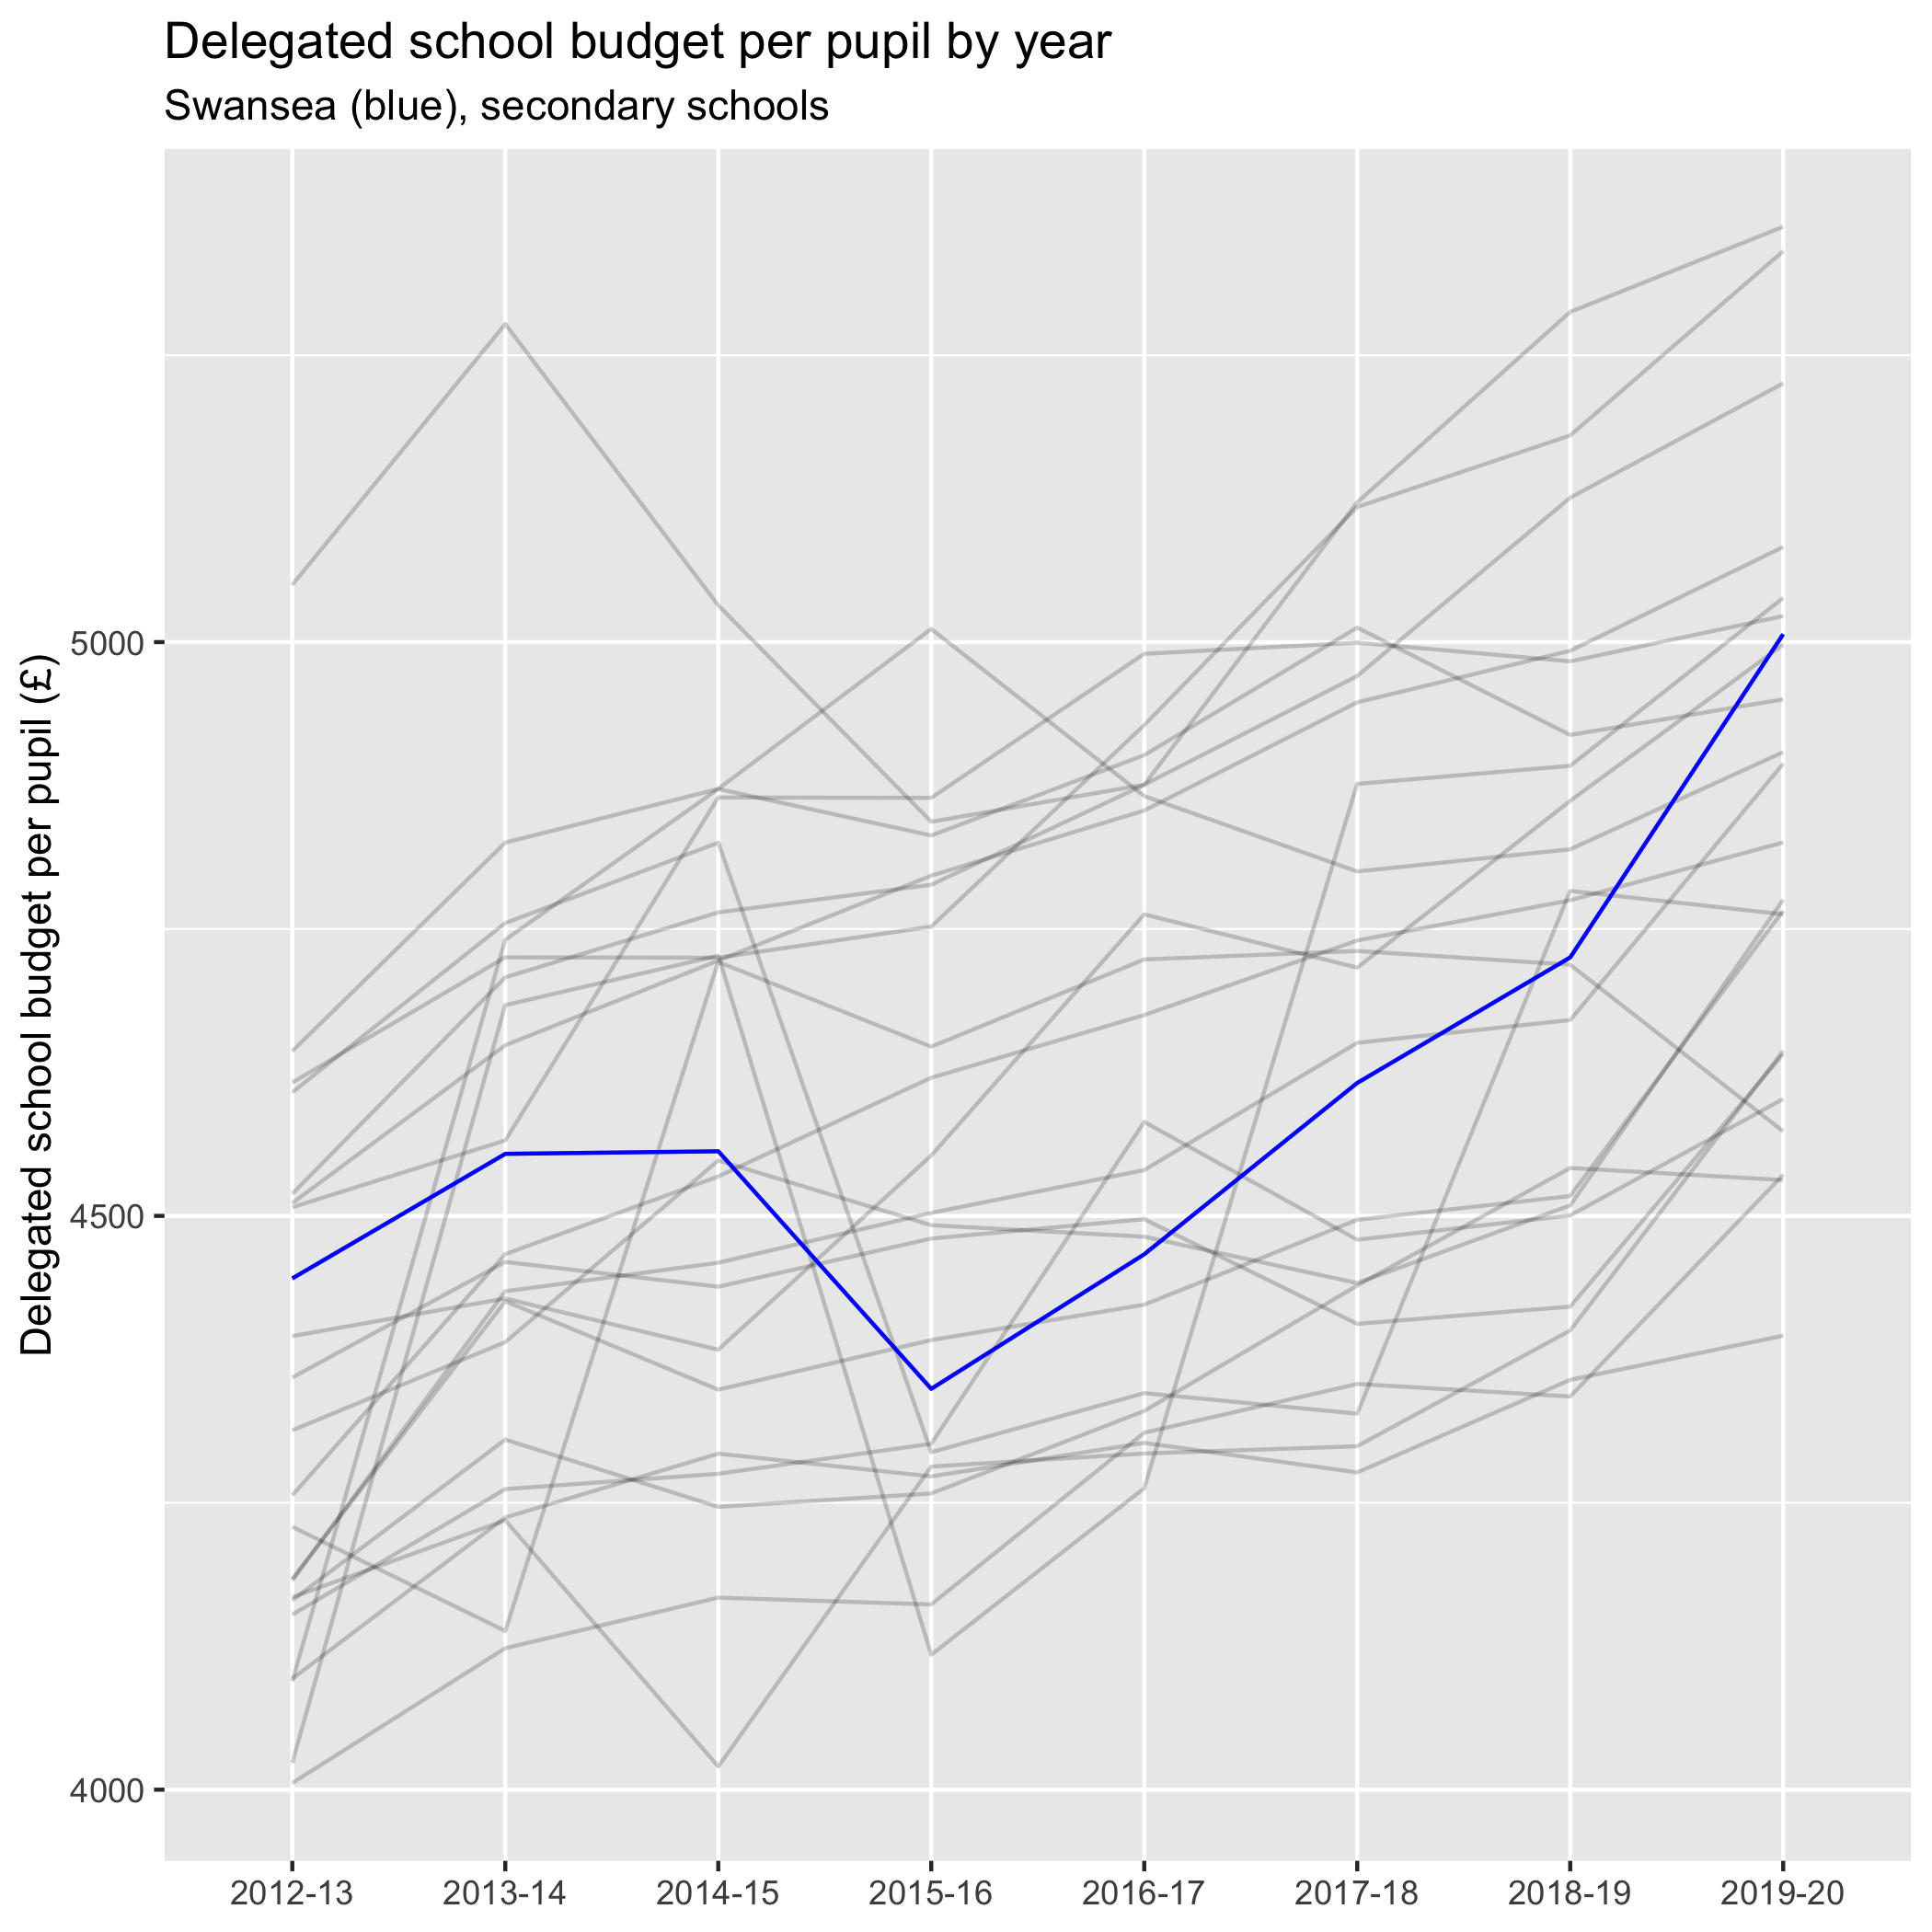 Delegated school budget per pupil by year
Swansea (blue), secondary schools
Delegated school budget per pupil (£)
5000
4500
4000
2012-13 2013-14 2014-15 2015-16 2016-17 2017-18 2018-19 2019-20